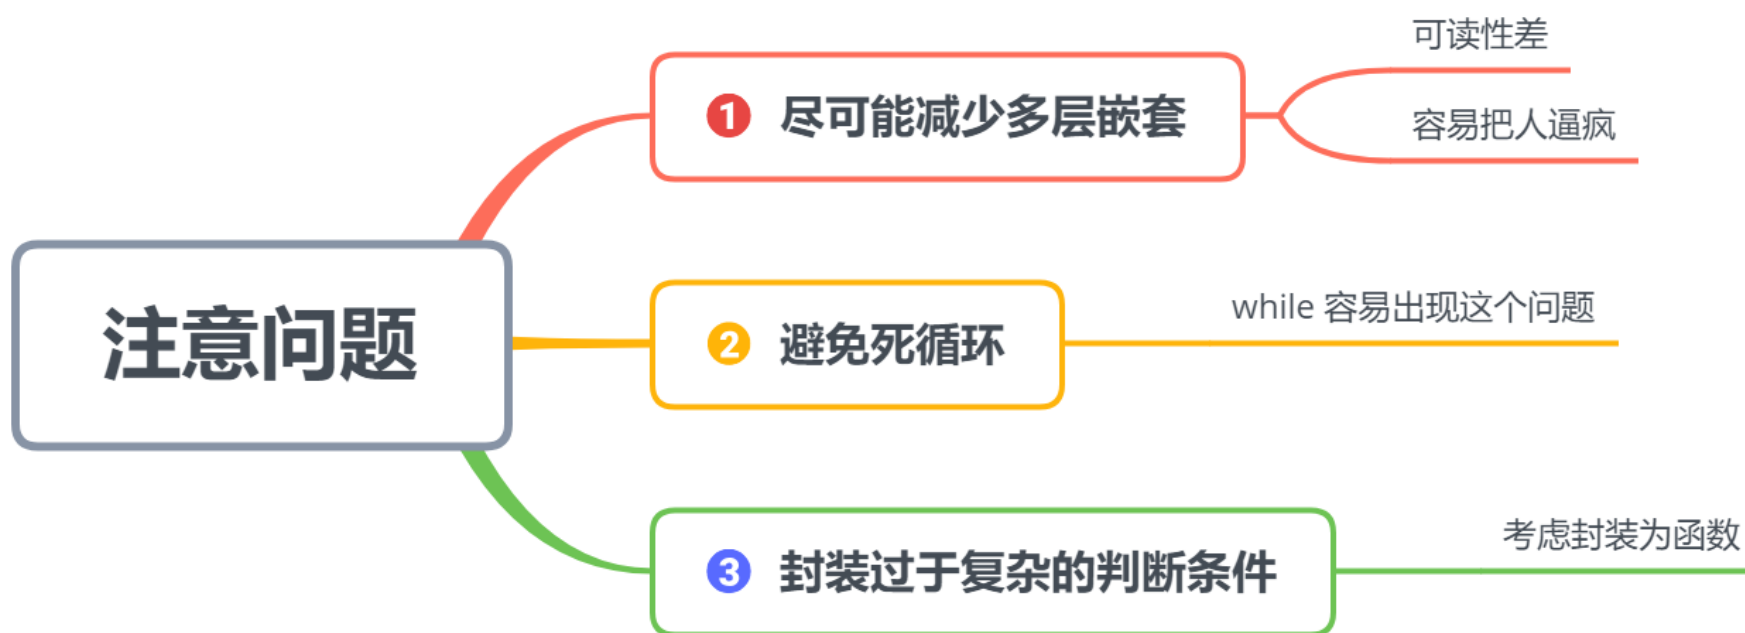 注意问题
1 尽可能减少多层嵌套
可读性差
容易把人逼疯
2 避免死循环
while 容易出现这个问题
3 封装过于复杂的判断条件
考虑封装为函数